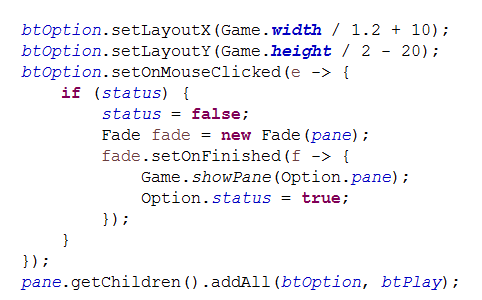 btOption.setLayoutX(Game.width / 1.2 + 10);
btOption.setLayoutY(Game.height / 2 - 20);
btOption.setOnMouseClicked(e -> {
    if (status) {
        status = false;
        Fade fade = new Fade(pane);
        fade.setOnFinished(f -> {
            Game.showPane(Option.pane);
            Option.status = true;
        });
    }
});
pane.getChildren().addAll(btOption, btPlay);